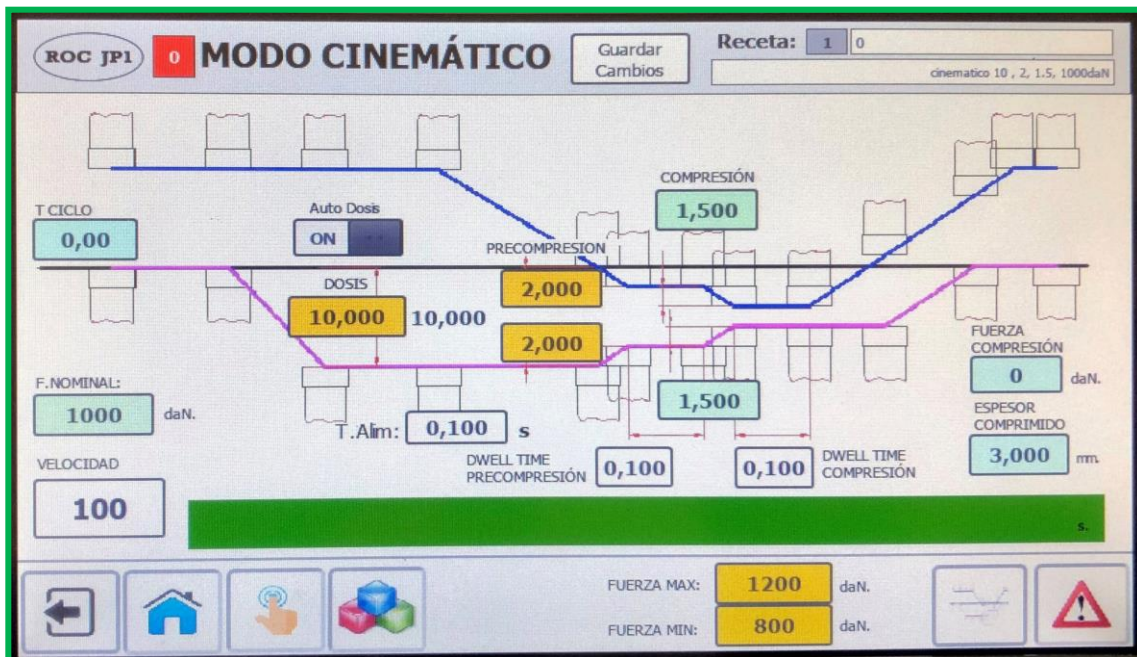 ROC JP1
0
MODO CINEMÁTICO
Guardar
Cambios
Receta: 1 0
cinematico 10 , 2, 1.5, 1000daN
T CICLO
0,00
Auto Dosis
ON
COMPRESIÓN
1,500
PRECOMPRESION
2,000
DOSIS
10,000 10,000
2,000
1,500
FUERZA
COMPRESIÓN
0 daN.
F.NOMINAL:
1000 daN.
T.Alim: 0,100 s
ESPESOR
COMPRIMIDO
3,000 mm.
DWELL TIME
PRECOMPRESIÓN
0,100
0,100
DWELL TIME
COMPRESIÓN
VELOCIDAD
100
s.
FUERZA MAX: 1200 daN.
FUERZA MIN: 800 daN.